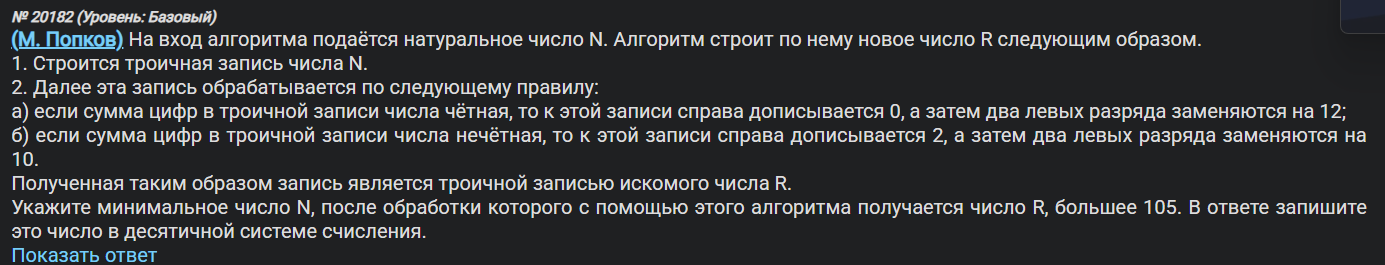 № 20182 (Уровень: Базовый)
(М. Попков) На вход алгоритма подаётся натуральное число N. Алгоритм строит по нему новое число R следующим образом.
1. Строится троичная запись числа N.
2. Далее эта запись обрабатывается по следующему правилу:
а) если сумма цифр в троичной записи числа чётная, то к этой записи справа дописывается 0, а затем два левых разряда заменяются на 12;
б) если сумма цифр в троичной записи числа нечётная, то к этой записи справа дописывается 2, а затем два левых разряда заменяются на
10.
Полученная таким образом запись является троичной записью искомого числа R.
Укажите минимальное число N, после обработки которого с помощью этого алгоритма получается число R, большее 105. В ответе запишите
это число в десятичной системе счисления.
Показать ответ